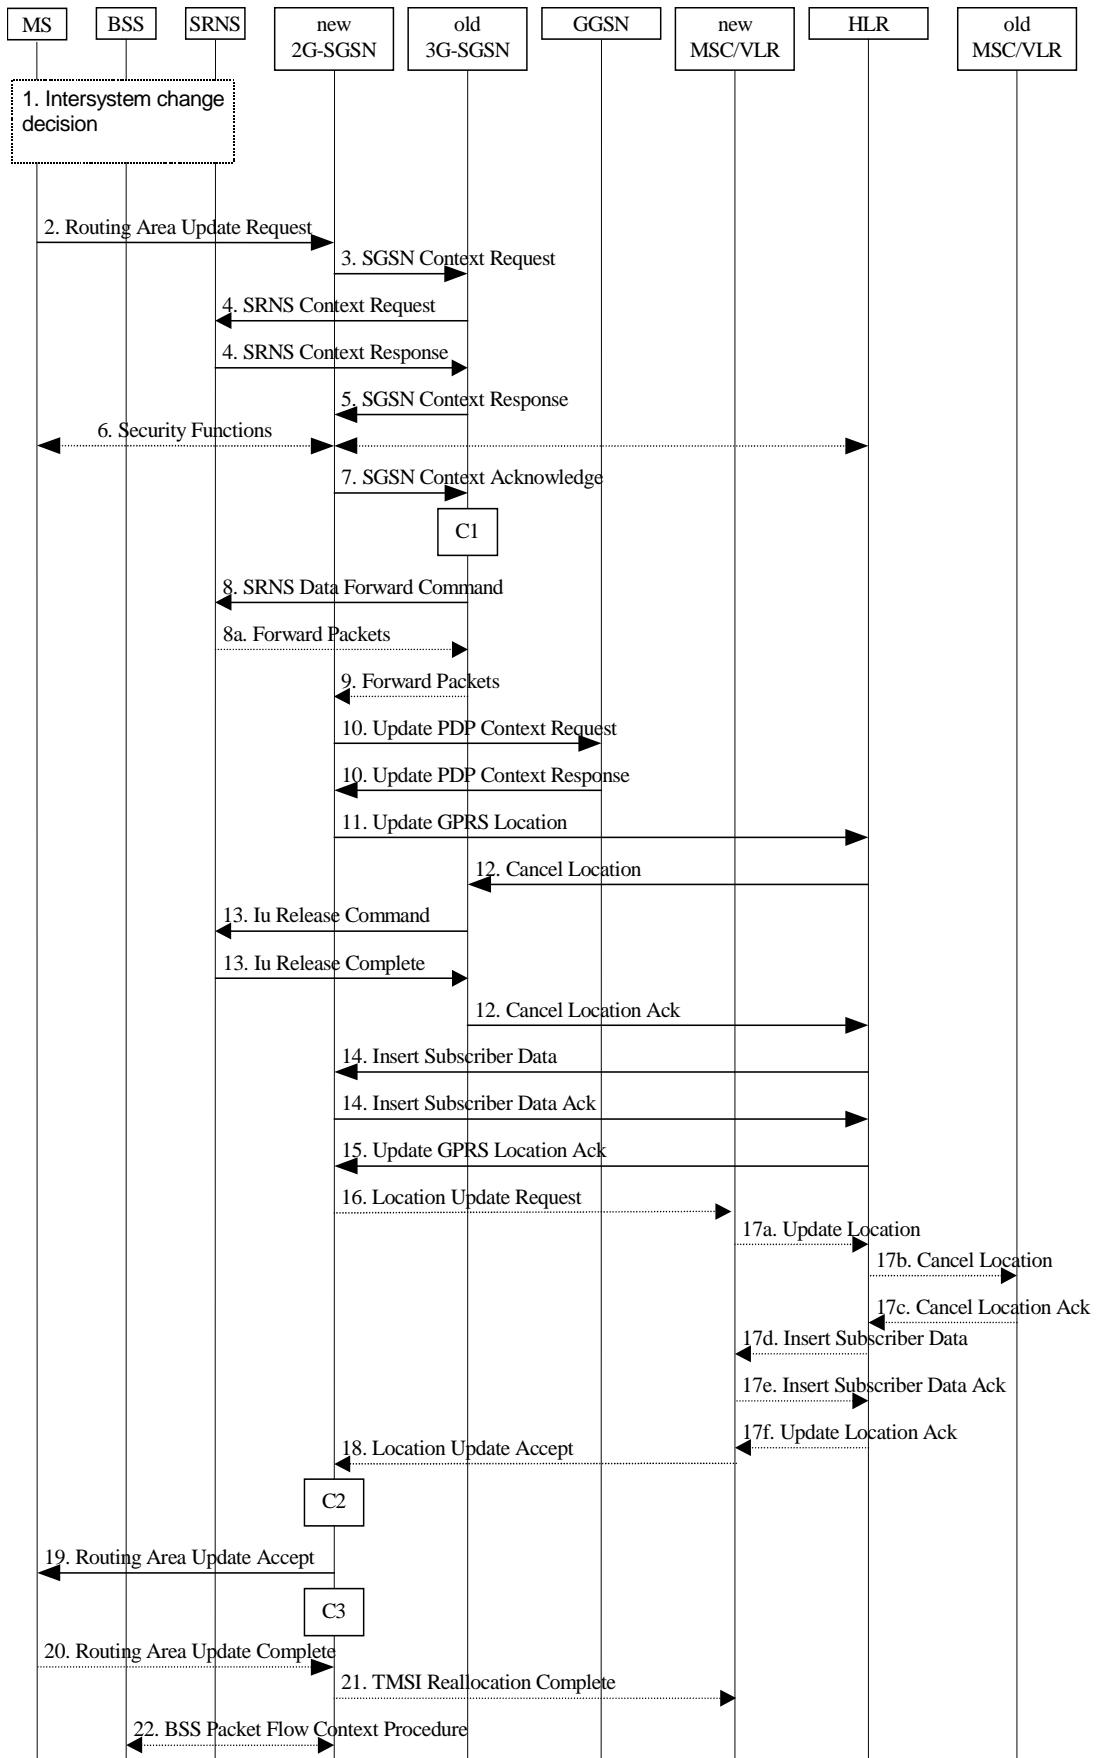 MS
BSS
SRNS
new
2G-SGSN
old
3G-SGSN
GGSN
new
MSC/VLR
HLR
old
MSC/VLR
1. Intersystem change
decision
2. Routing Area Update Request
3. SGSN Context Request
4. SRNS Context Request
4. SRNS Context Response
5. SGSN Context Response
6. Security Functions
7. SGSN Context Acknowledge
C1
8. SRNS Data Forward Command
8a. Forward Packets
9. Forward Packets
10. Update PDP Context Request
10. Update PDP Context Response
11. Update GPRS Location
12. Cancel Location
13. Iu Release Command
13. Iu Release Complete
12. Cancel Location Ack
14. Insert Subscriber Data
14. Insert Subscriber Data Ack
15. Update GPRS Location Ack
16. Location Update Request
17a. Update Location
17b. Cancel Location
17c. Cancel Location Ack
17d. Insert Subscriber Data
17e. Insert Subscriber Data Ack
17f. Update Location Ack
18. Location Update Accept
C2
19. Routing Area Update Accept
C3
20. Routing Area Update Complete
21. TMSI Reallocation Complete
22. BSS Packet Flow Context Procedure